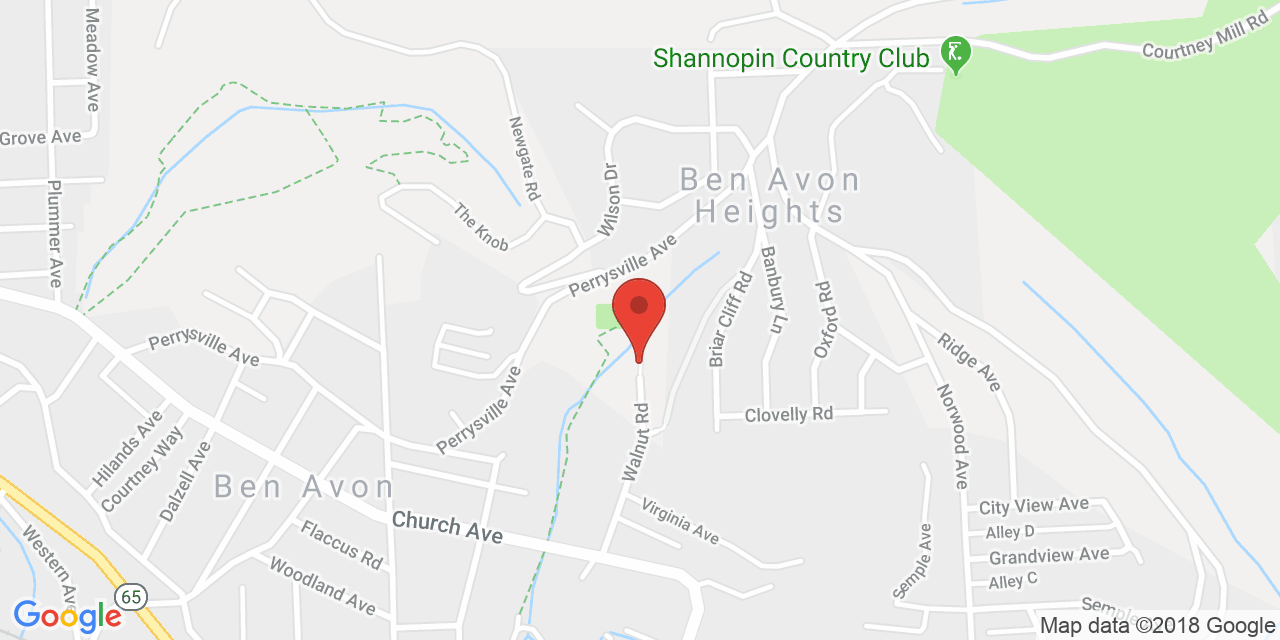 Meadow Ave
Courtney Mill Rd
Shannopin Country Club
Grove Ave
Newgate Rd
Plummer Ave
Wilson Dr
Ben Avon
Heights
The Knob
Perrysville Ave
Banbury Ln
Briar Cliff Rd
Oxford Rd
Perrysville Ave
Ridge Ave
Perrysville Ave
Norwood Ave
Clovelly Rd
Walnut Rd
Hilands Ave
Courtney Way
Dalzell Ave
Ben Avon
City View Ave
Virginia Ave
Church Ave
Alley D
Flaccus Rd
Grandview Ave
Semple Ave
Western Ave
Woodland Ave
Alley C
65
Semple
Google
Map data ©2018 Google